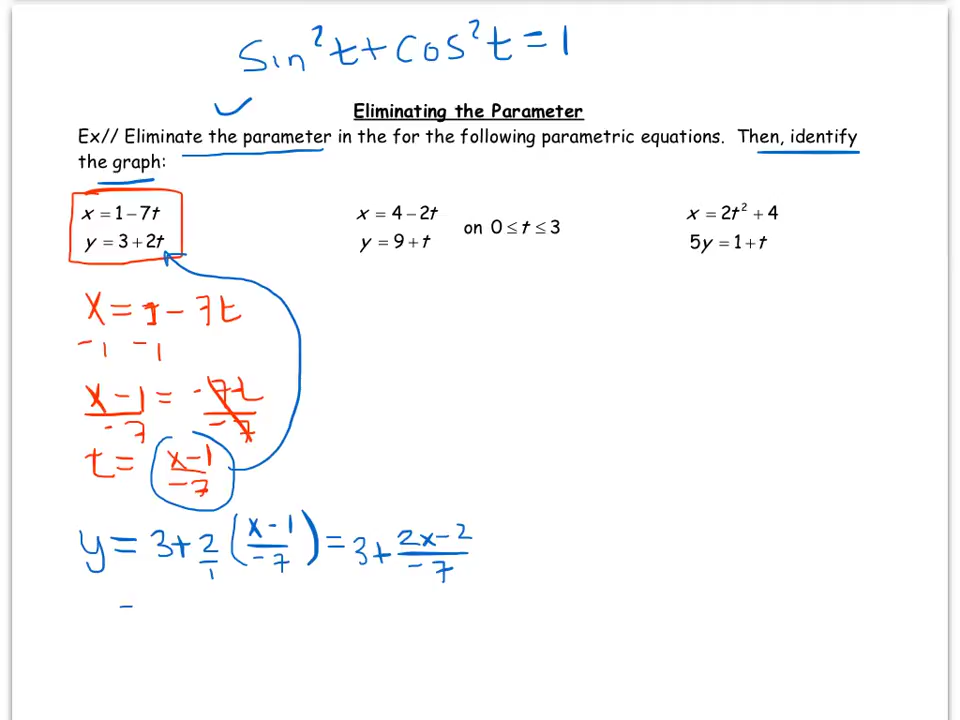 sin²t + cos²t = 1
Eliminating the Parameter
Ex// Eliminate the parameter in the for the following parametric equations. Then, identify
the graph:
x = 1 − 7t
y = 3 + 2t
x = 4 − 2t
y = 9 + t
on 0 ≤ t ≤ 3
x = 2t² + 4
5y = 1 + t
x = 1 − 7t
−1 −1
x − 1 / −7 = −7t / −7
t = x − 1 / −7
y = 3 + 2/1 (x − 1 / −7) = 3 + 2x − 2 / −7
=